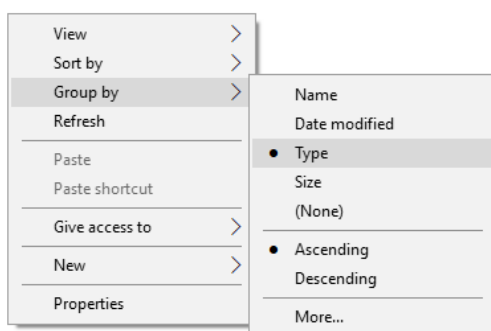 View
Sort by
Group by
Refresh
Paste
Paste shortcut
Give access to
New
Properties
Name
Date modified
Type
Size
(None)
Ascending
Descending
More...